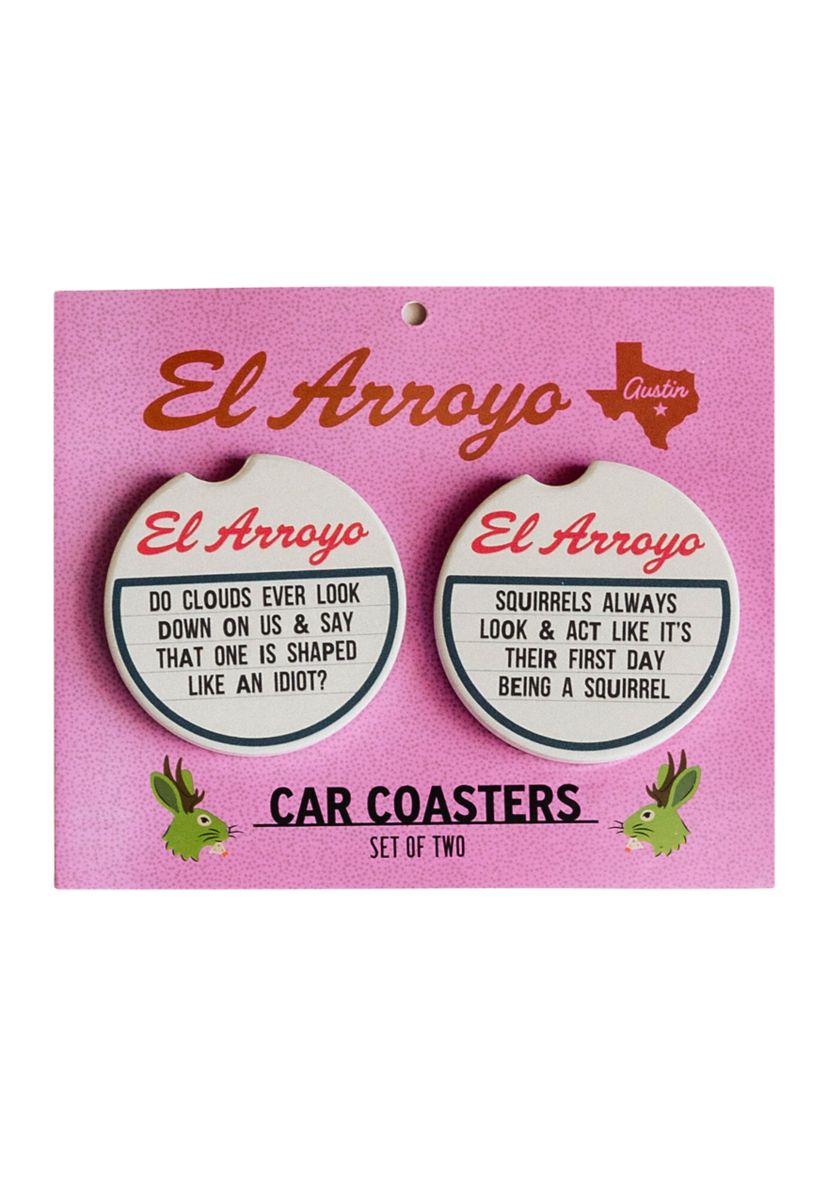 El Arroyo
Austin
El Arroyo
DO CLOUDS EVER LOOK
DOWN ON US & SAY
THAT ONE IS SHAPED
LIKE AN IDIOT?
El Arroyo
SQUIRRELS ALWAYS
LOOK & ACT LIKE IT'S
THEIR FIRST DAY
BEING A SQUIRREL
CAR COASTERS
SET OF TWO